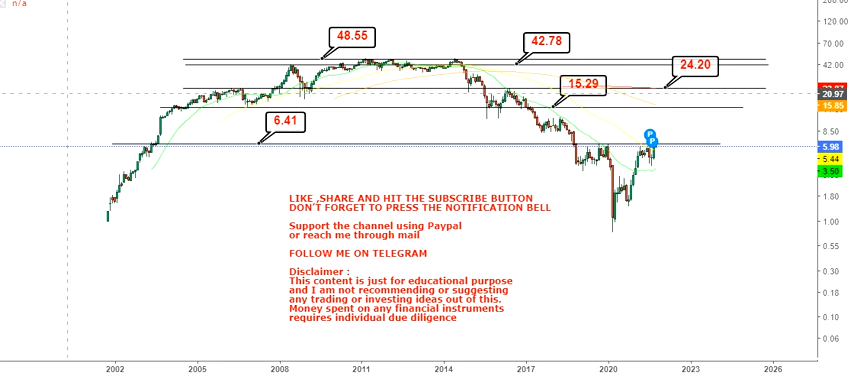 n/a
200.00
120.00
48.55
42.78
70.00
42.00
24.20
15.29
20.97
15.85
6.41
8.50
5.98
5.44
3.50
LIKE ,SHARE AND HIT THE SUBSCRIBE BUTTON
DON'T FORGET TO PRESS THE NOTIFICATION BELL
1.80
Support the channel using Paypal
or reach me through mail
1.00
FOLLOW ME ON TELEGRAM
0.55
Disclaimer :
This content is just for educational purpose
and I am not recommending or suggesting
any trading or investing ideas out of this.
Money spent on any financial instruments
requires individual due diligence
0.30
0.18
0.10
0.06
P
P
2002 2005 2008 2011 2014 2017 2020 2023 2026